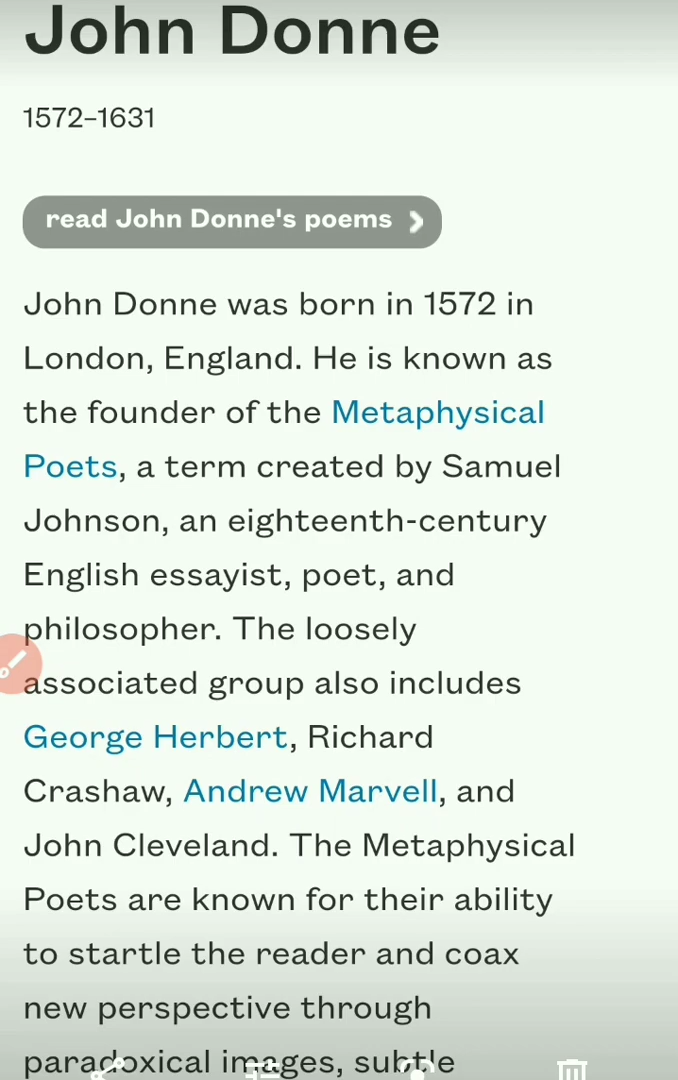 John Donne
1572–1631
read John Donne's poems
John Donne was born in 1572 in
London, England. He is known as
the founder of the Metaphysical
Poets, a term created by Samuel
Johnson, an eighteenth-century
English essayist, poet, and
philosopher. The loosely
associated group also includes
George Herbert, Richard
Crashaw, Andrew Marvell, and
John Cleveland. The Metaphysical
Poets are known for their ability
to startle the reader and coax
new perspective through
paradoxical images, subtle